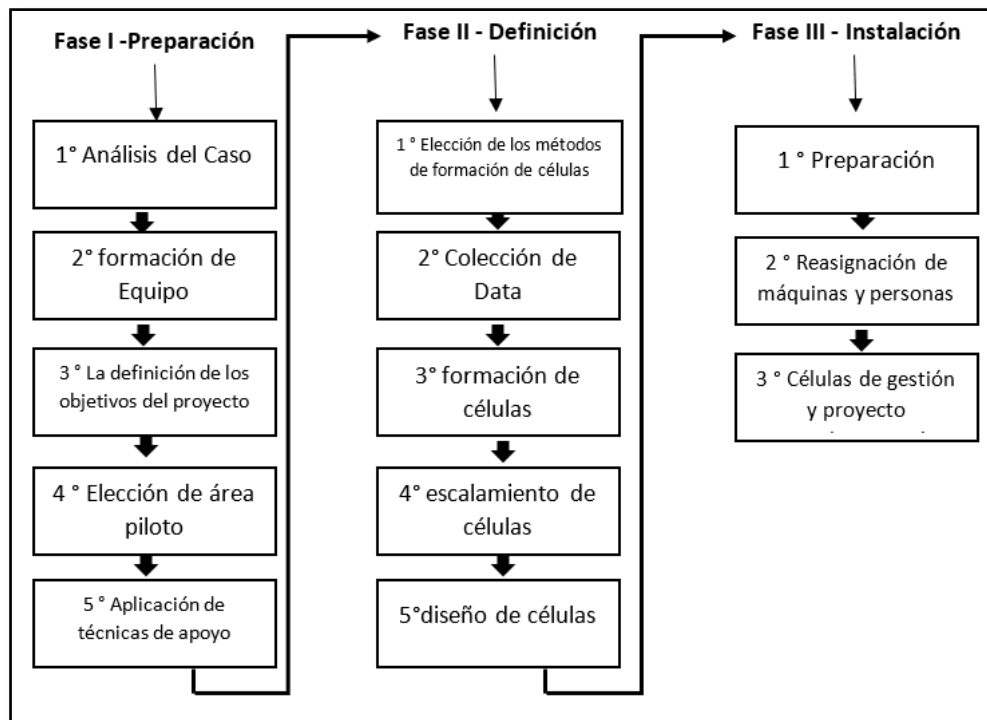 Fase I -Preparación
1° Análisis del Caso
2° formación de
Equipo
3 ° La definición de los
objetivos del proyecto
4 ° Elección de área
piloto
5 ° Aplicación de
técnicas de apoyo
Fase II - Definición
1 ° Elección de los métodos
de formación de células
2° Colección de
Data
3° formación de
células
4° escalamiento de
células
5°diseño de células
Fase III - Instalación
1 ° Preparación
2 ° Reasignación de
máquinas y personas
3 ° Células de gestión
y proyecto